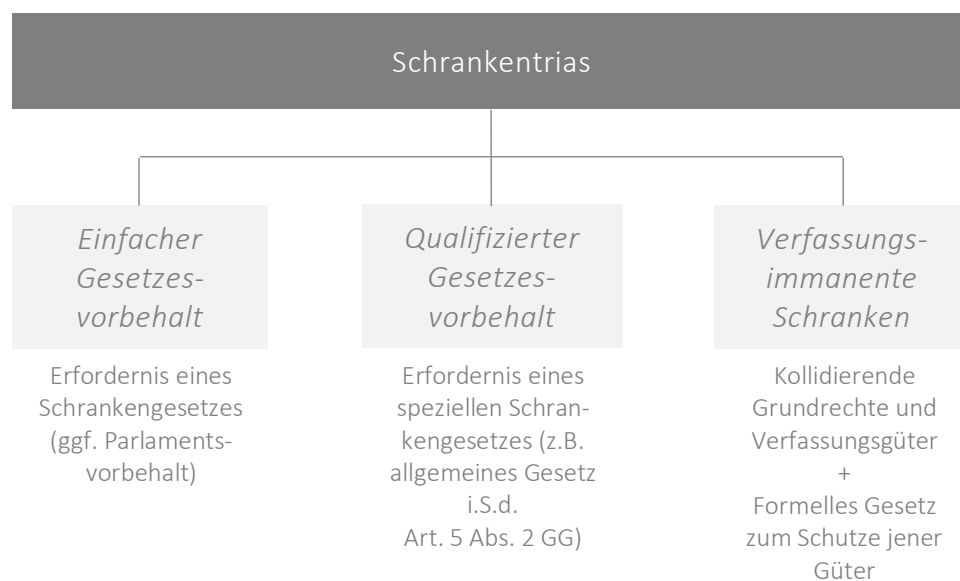 Schrankentrias
Einfacher
Gesetzes-
vorbehalt
Erfordernis eines
Schrankengesetzes
(ggf. Parlaments-
vorbehalt)
Qualifizierter
Gesetzes-
vorbehalt
Erfordernis eines
speziellen Schran-
kengesetzes (z.B.
allgemeines Gesetz
i.S.d.
Art. 5 Abs. 2 GG)
Verfassungs-
immanente
Schranken
Kollidierende
Grundrechte und
Verfassungsgüter
+
Formelles Gesetz
zum Schutze jener
Güter